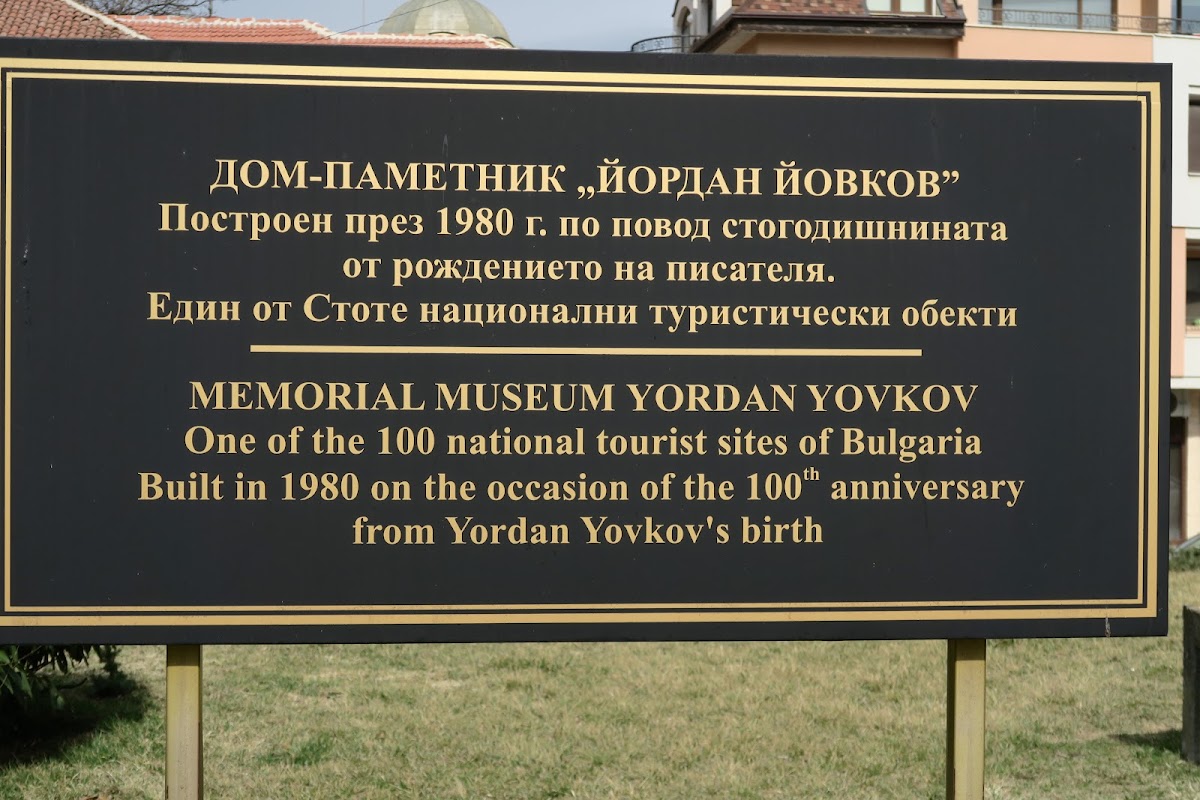 ДОМ-ПАМЕТНИК „ЙОРДАН ЙОВКОВ”
Построен през 1980 г. по повод стогодишнината
от рождението на писателя.
Един от Стоте национални туристически обекти
MEMORIAL MUSEUM YORDAN YOVKOV
One of the 100 national tourist sites of Bulgaria
Built in 1980 on the occasion of the 100th anniversary
from Yordan Yovkov's birth